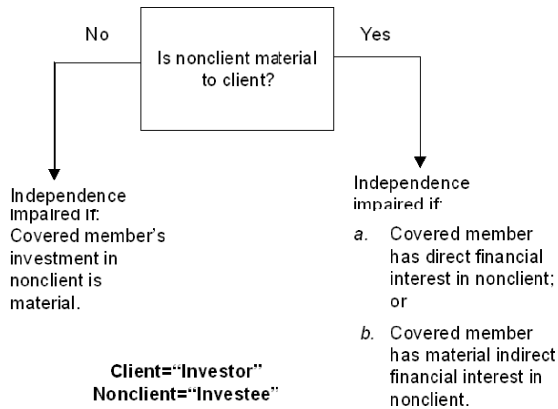 No
Is nonclient material
to client?
Yes
Independence
impaired if:
Covered member's
investment in
nonclient is
material.
Independence
impaired if:
a. Covered member
has direct financial
interest in nonclient;
or
b. Covered member
has material indirect
financial interest in
nonclient.
Client="Investor"
Nonclient="Investee"